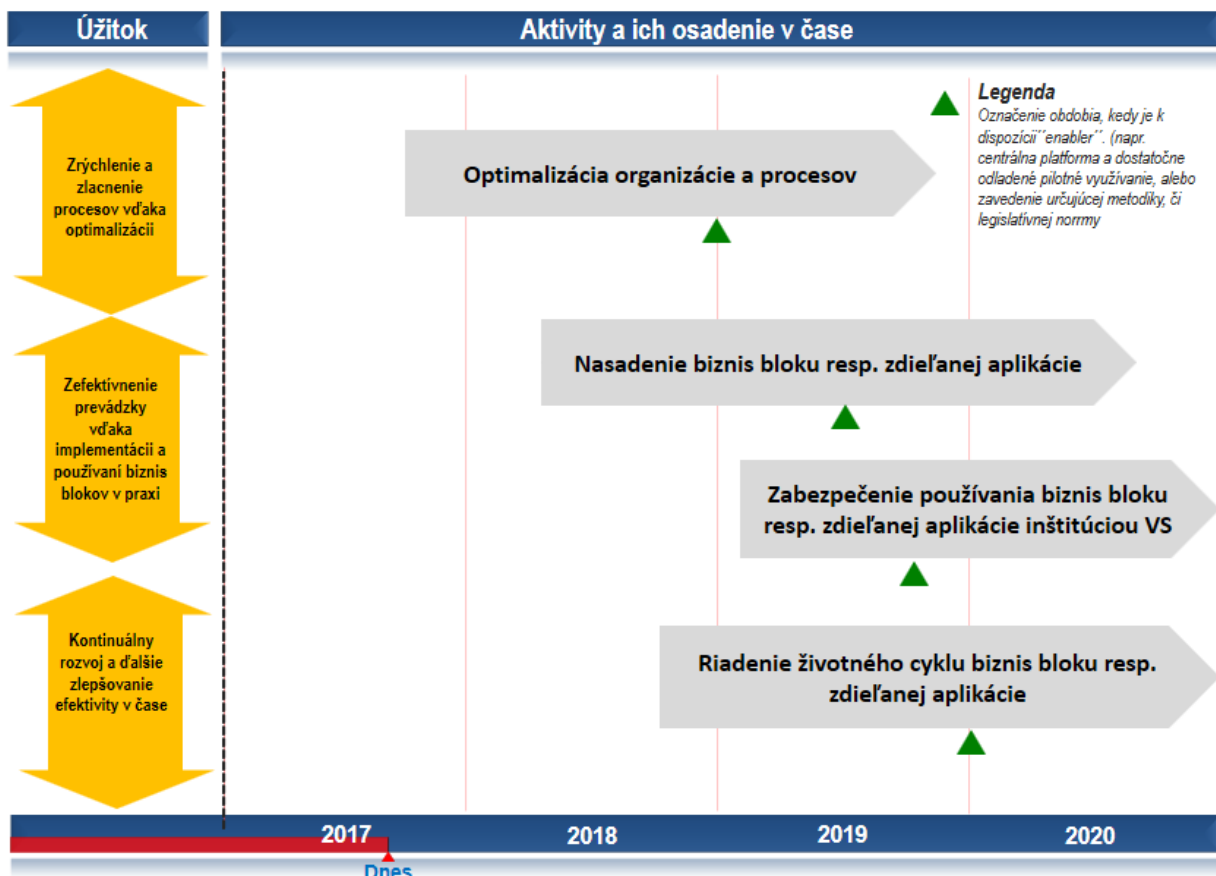 Úžitok
Aktivity a ich osadenie v čase
Zrýchlenie a
zlacnenie
procesov vďaka
optimalizácii
Optimalizácia organizácie a procesov
Legenda
Označenie obdobia, kedy je k
dispozícií´´enabler´´. (napr.
centrálna platforma a dostatočne
odladené pilotné využívanie, alebo
zavedenie určujúcej metodiky, či
legislatívnej norrmy
Zefektívnenie
prevádzky
vďaka
implementácii a
používaní biznis
blokov v praxi
Nasadenie biznis bloku resp. zdieľanej aplikácie
Zabezpečenie používania biznis bloku
resp. zdieľanej aplikácie inštitúciou VS
Kontinuálny
rozvoj a ďalšie
zlepšovanie
efektivity v čase
Riadenie životného cyklu biznis bloku resp.
zdieľanej aplikácie
2017 2018 2019 2020
Dnes